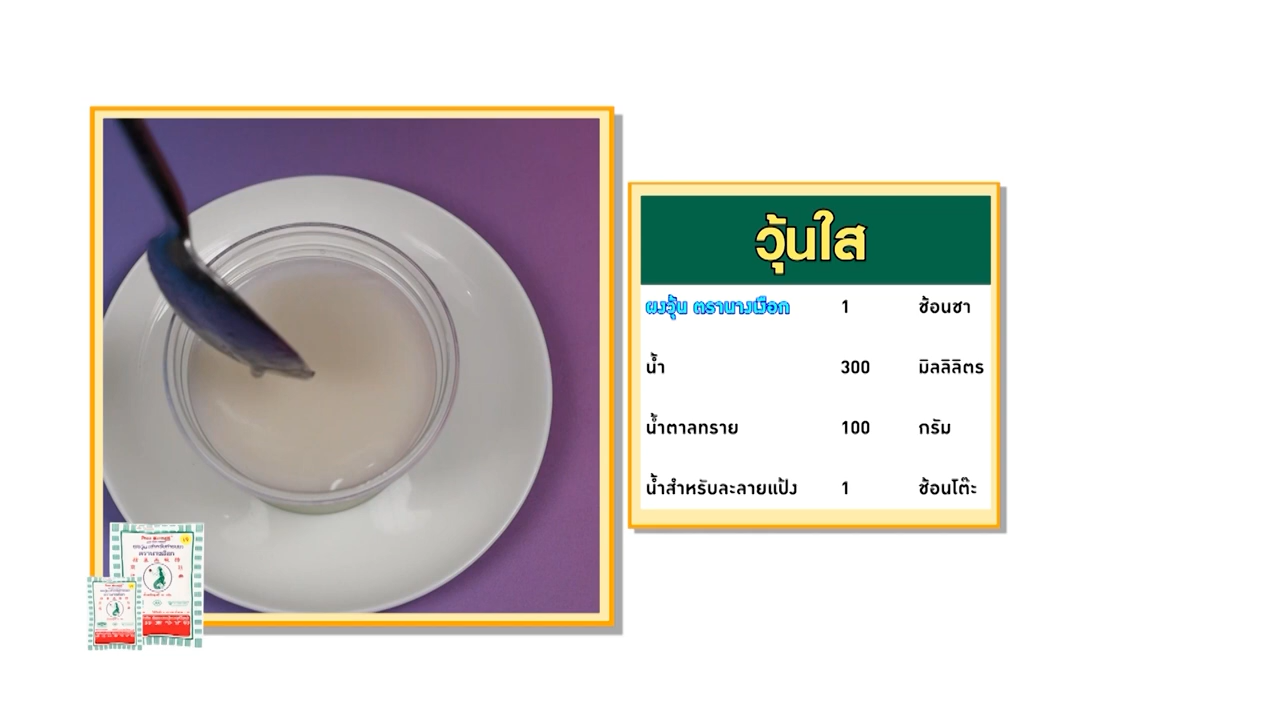 วุ้นใส
ผงวุ้น ตรานางเงือก 1 ช้อนชา
น้ำ 300 มิลลิลิตร
น้ำตาลทราย 100 กรัม
น้ำสำหรับละลายแป้ง 1 ช้อนโต๊ะ